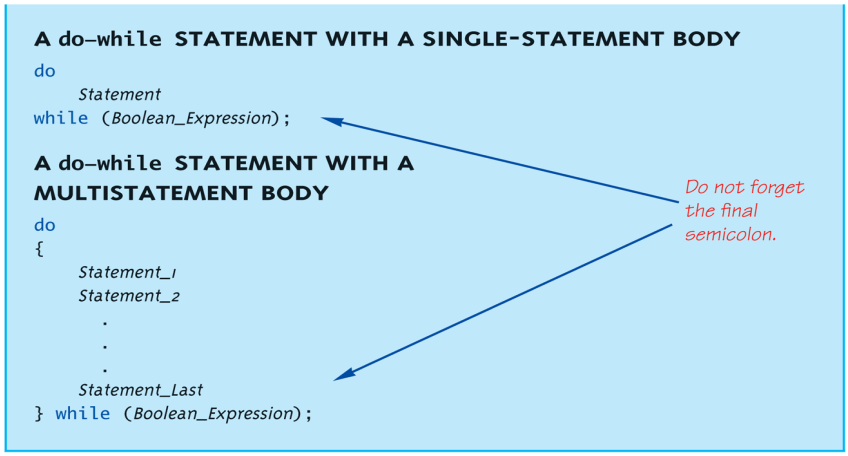 A do–while STATEMENT WITH A SINGLE-STATEMENT BODY
do
Statement
while (Boolean_Expression);
A do–while STATEMENT WITH A
MULTISTATEMENT BODY
do
{
Statement_1
Statement_2
.
.
.
Statement_Last
} while (Boolean_Expression);
Do not forget
the final
semicolon.